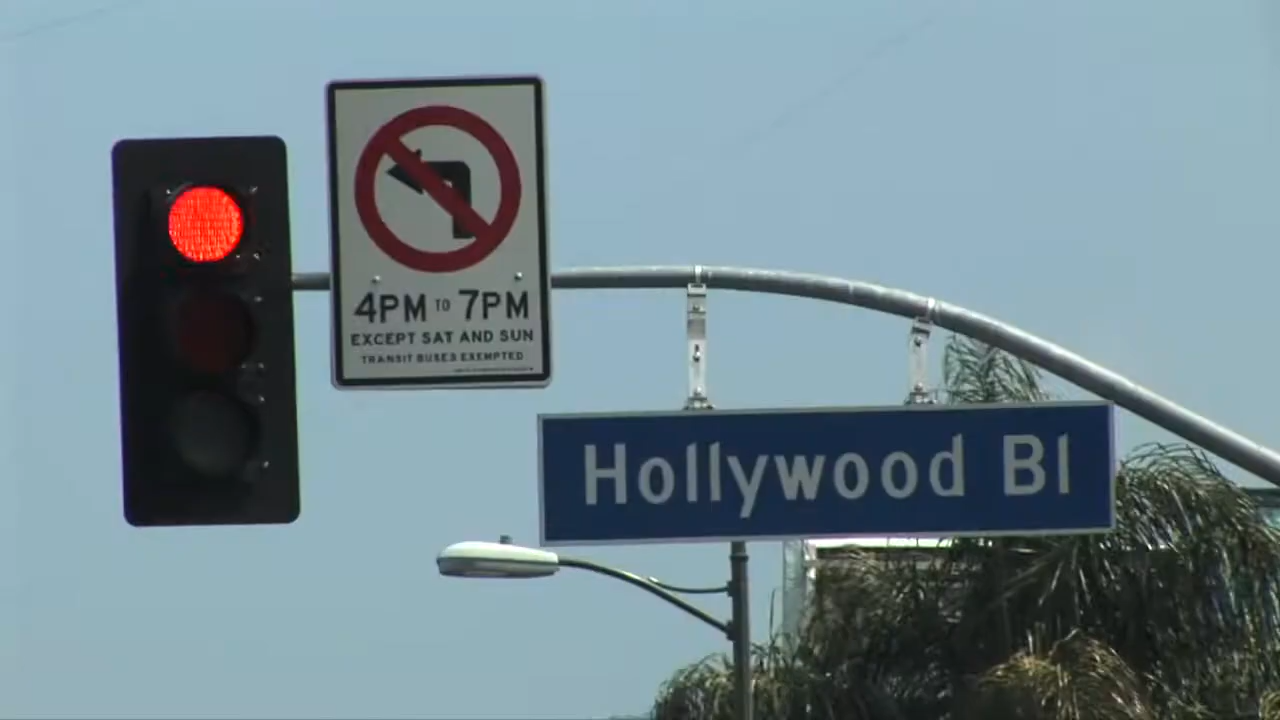 4PM TO 7PM
EXCEPT SAT AND SUN
TRANSIT BUSES EXEMPTED
Hollywood Bl